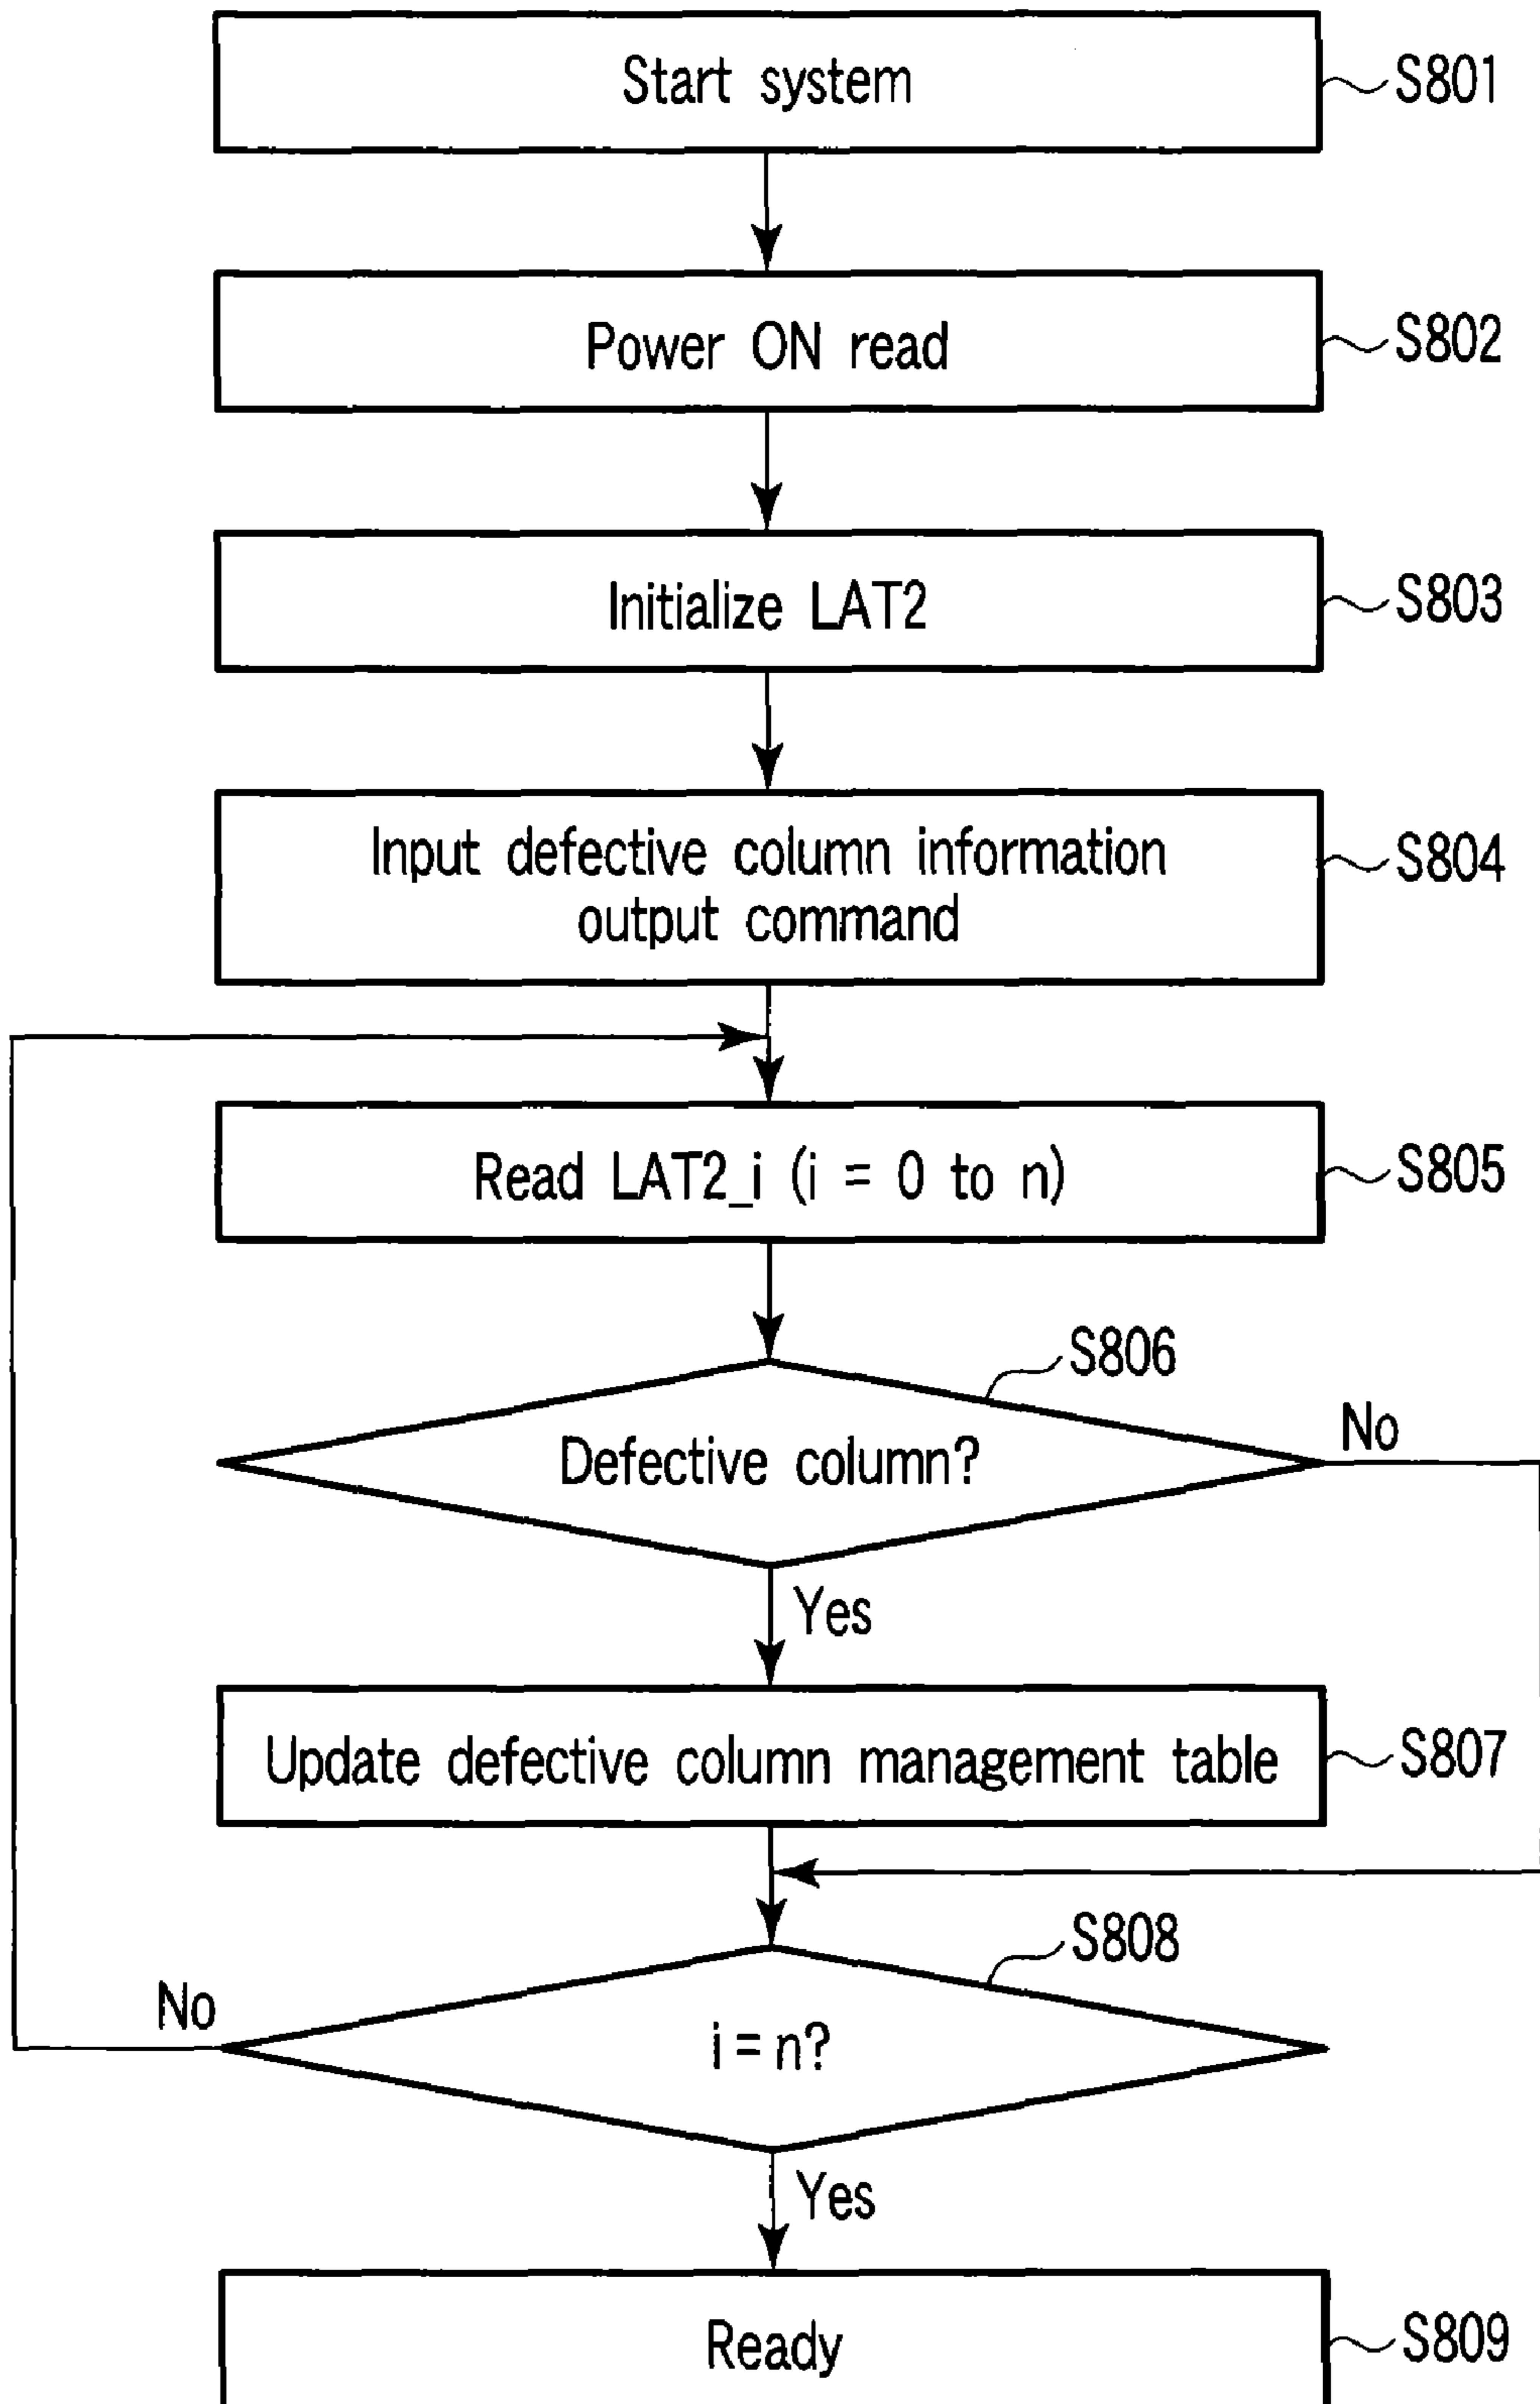 Start system
S801
Power ON read
S802
Initialize LAT2
S803
Input defective column information
output command
S804
Read LAT2_i (i = 0 to n)
S805
S806
Defective column?
No
Yes
Update defective column management table
S807
S808
No
i = n?
Yes
Ready
S809